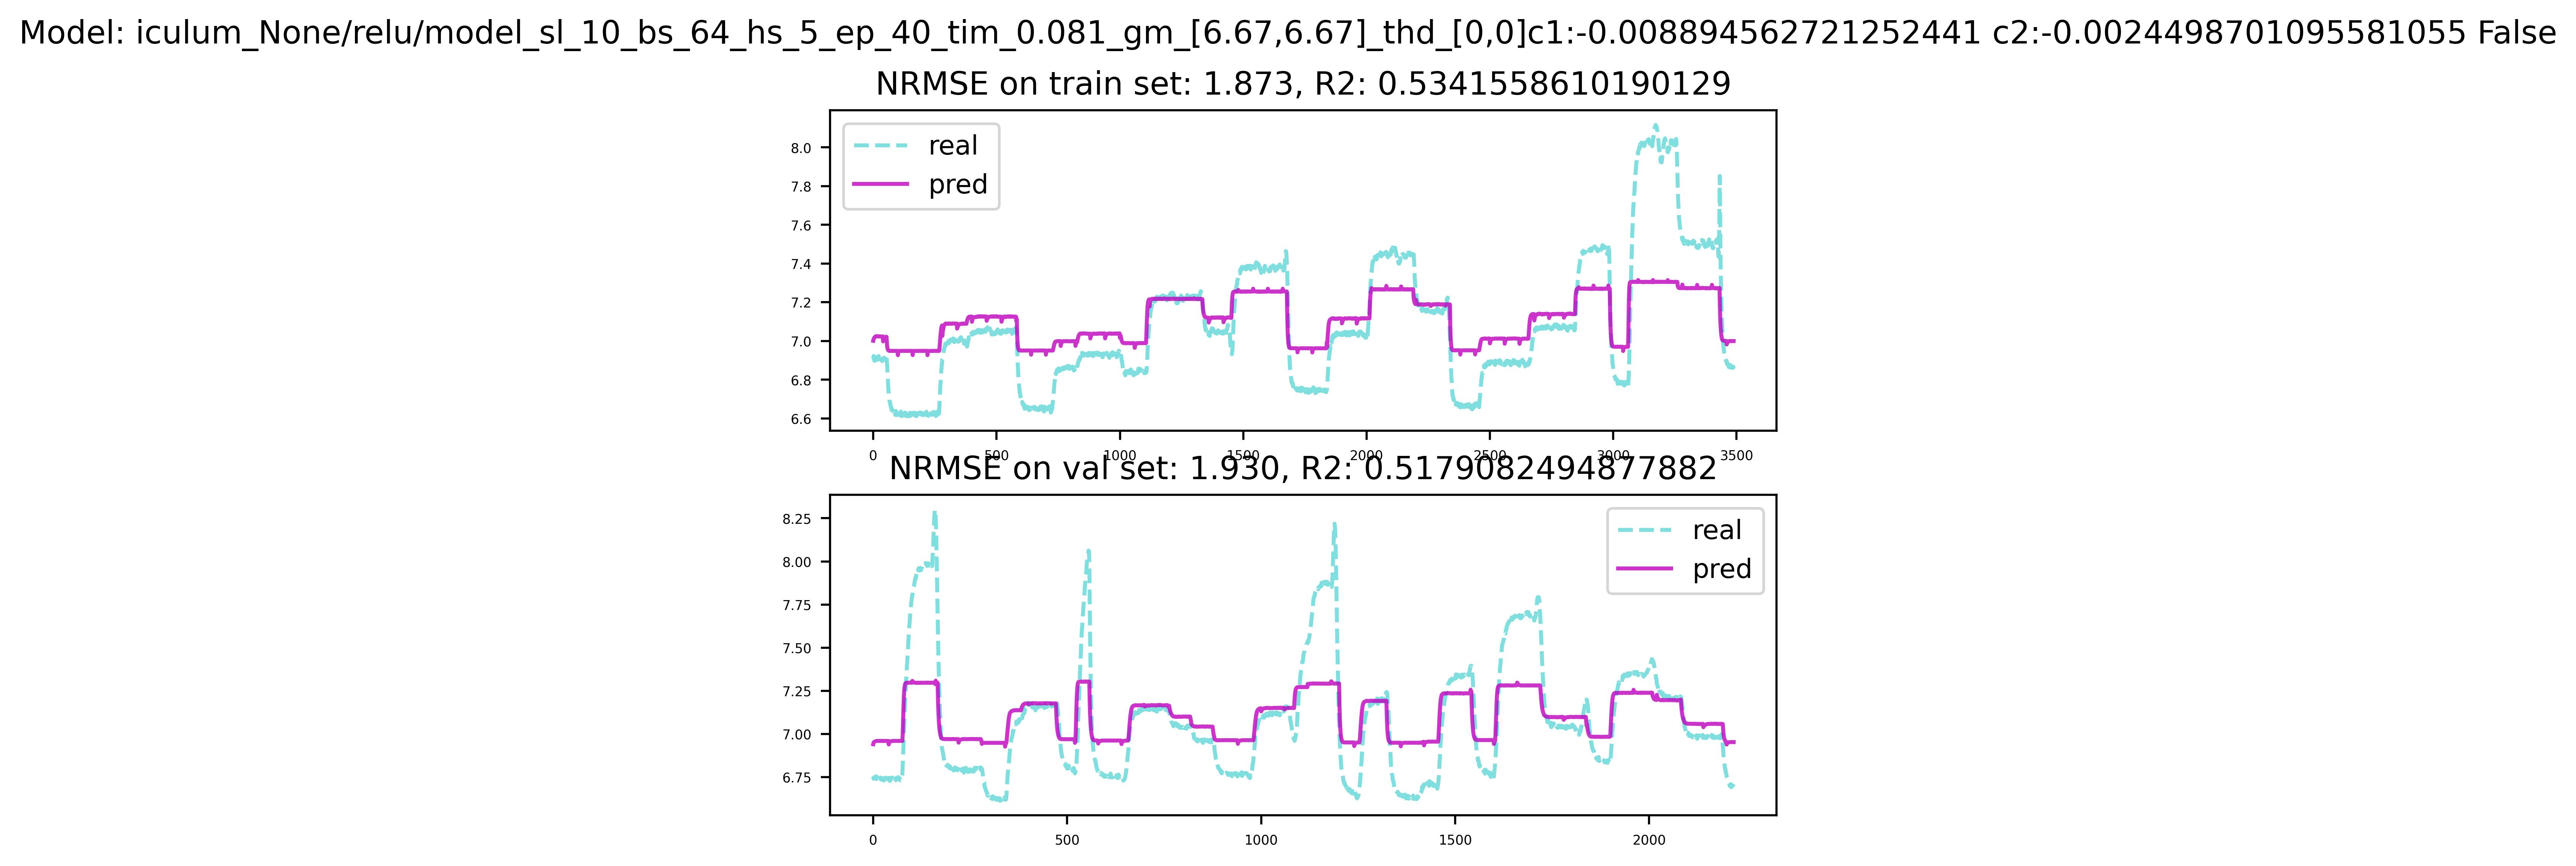 Model: iculum_None/relu/model_sl_10_bs_64_hs_5_ep_40_tim_0.081_gm_[6.67,6.67]_thd_[0,0]c1:-0.008894562721252441 c2:-0.0024498701095581055 False
NRMSE on train set: 1.873, R2: 0.5341558610190129
real
pred
8.0
7.8
7.6
7.4
7.2
7.0
6.8
6.6
0 500 1000 1500 2000 2500 3000 3500
NRMSE on val set: 1.930, R2: 0.5179082494877882
real
pred
8.25
8.00
7.75
7.50
7.25
7.00
6.75
0 500 1000 1500 2000